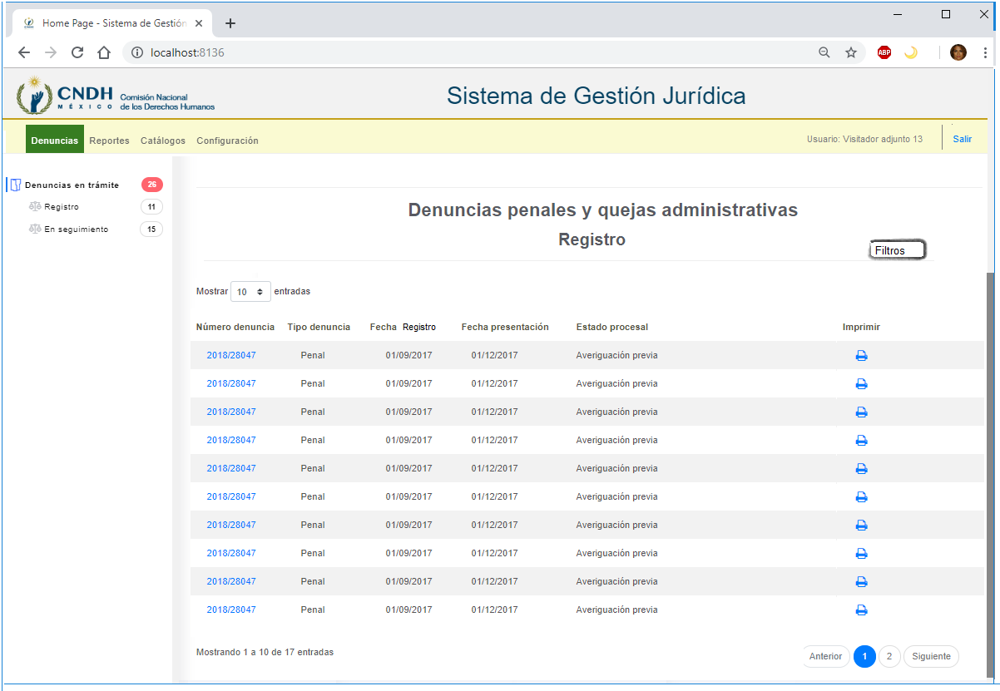 Home Page - Sistema de Gestión
localhost:8136
ABP
CNDH
MÉXICO
Comisión Nacional
de los Derechos Humanos
Sistema de Gestión Jurídica
Denuncias Reportes Catálogos Configuración
Usuario: Visitador adjunto 13 Salir
Denuncias en trámite 26
Registro 11
En seguimiento 15
Denuncias penales y quejas administrativas
Registro
Filtros
Mostrar 10 entradas
Número denuncia Tipo denuncia Fecha Registro Fecha presentación Estado procesal Imprimir
2018/28047 Penal 01/09/2017 01/12/2017 Averiguación previa
2018/28047 Penal 01/09/2017 01/12/2017 Averiguación previa
2018/28047 Penal 01/09/2017 01/12/2017 Averiguación previa
2018/28047 Penal 01/09/2017 01/12/2017 Averiguación previa
2018/28047 Penal 01/09/2017 01/12/2017 Averiguación previa
2018/28047 Penal 01/09/2017 01/12/2017 Averiguación previa
2018/28047 Penal 01/09/2017 01/12/2017 Averiguación previa
2018/28047 Penal 01/09/2017 01/12/2017 Averiguación previa
2018/28047 Penal 01/09/2017 01/12/2017 Averiguación previa
2018/28047 Penal 01/09/2017 01/12/2017 Averiguación previa
Mostrando 1 a 10 de 17 entradas
Anterior 1 2 Siguiente